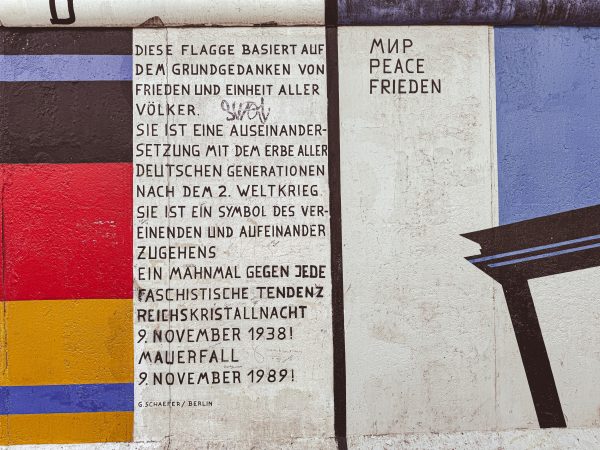 DIESE FLAGGE BASIERT AUF
DEM GRUNDGEDANKEN VON
FRIEDEN UND EINHEIT ALLER
VÖLKER.
SIE IST EINE AUSEINANDER-
SETZUNG MIT DEM ERBE ALLER
DEUTSCHEN GENERATIONEN
NACH DEM 2. WELTKRIEG.
SIE IST EIN SYMBOL DES VER-
EINENDEN UND AUFEINANDER
ZUGEHENS
EIN MAHNMAL GEGEN JEDE
FASCHISTISCHE TENDENZ
REICHSKRISTALLNACHT
9. NOVEMBER 1938!
MAUERFALL
9. NOVEMBER 1989!
G. SCHAEFER / BERLIN
МИР
PEACE
FRIEDEN